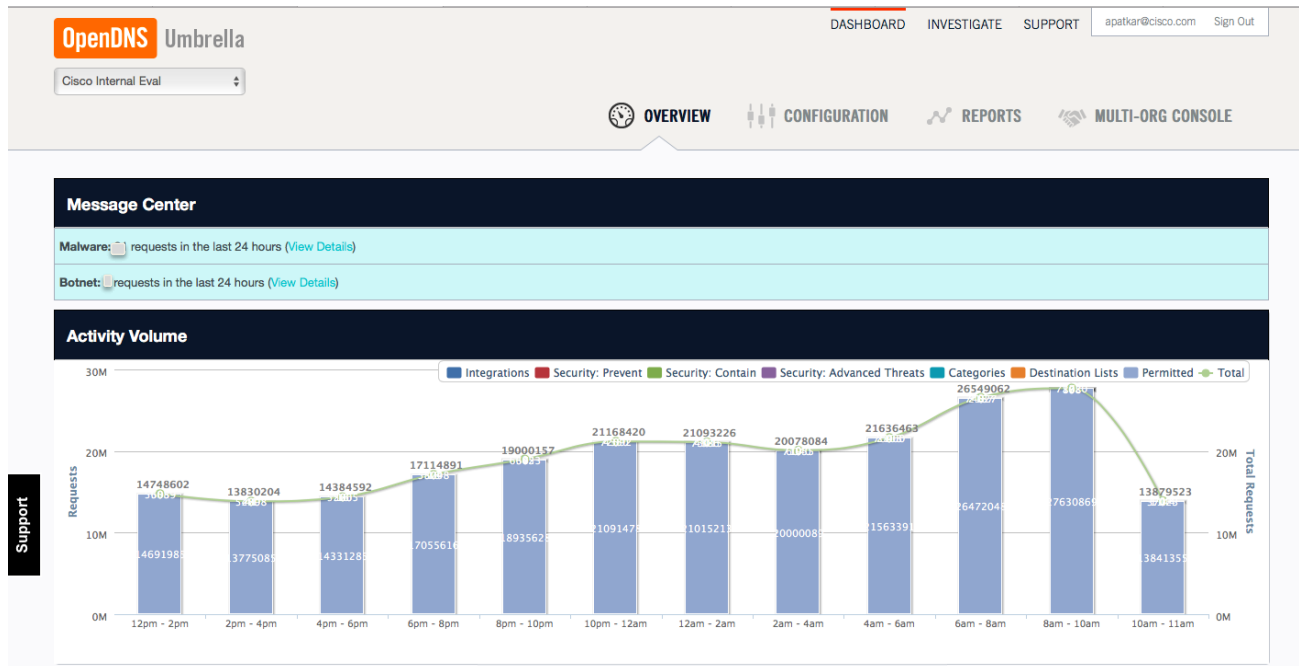 OpenDNS Umbrella
DASHBOARD INVESTIGATE SUPPORT apatkar@cisco.com Sign Out
Cisco Internal Eval
OVERVIEW CONFIGURATION REPORTS MULTI-ORG CONSOLE
Message Center
Malware: requests in the last 24 hours (View Details)
Botnet: requests in the last 24 hours (View Details)
Activity Volume
Integrations Security: Prevent Security: Contain Security: Advanced Threats Categories Destination Lists Permitted Total
30M
20M
10M
0M
Requests
14748602
13830204
14384592
17114891
19000157
21168420
21093226
20078084
21636463
26549062
13879523
20M
10M
0M
Total Requests
12pm - 2pm 2pm - 4pm 4pm - 6pm 6pm - 8pm 8pm - 10pm 10pm - 12am 12am - 2am 2am - 4am 4am - 6am 6am - 8am 8am - 10am 10am - 11am
Support